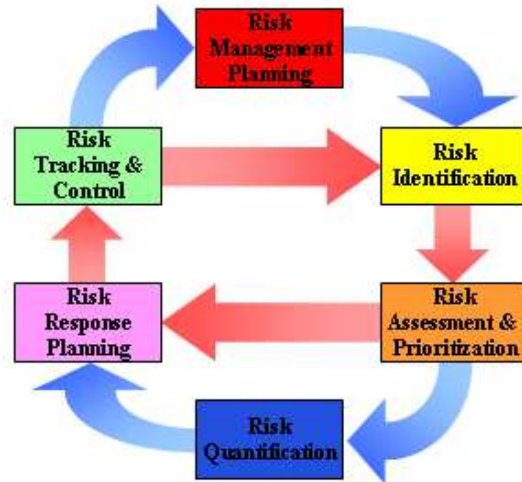 Risk
Management
Planning
Risk
Tracking &
Control
Risk
Identification
Risk
Response
Planning
Risk
Assessment &
Prioritization
Risk
Quantification